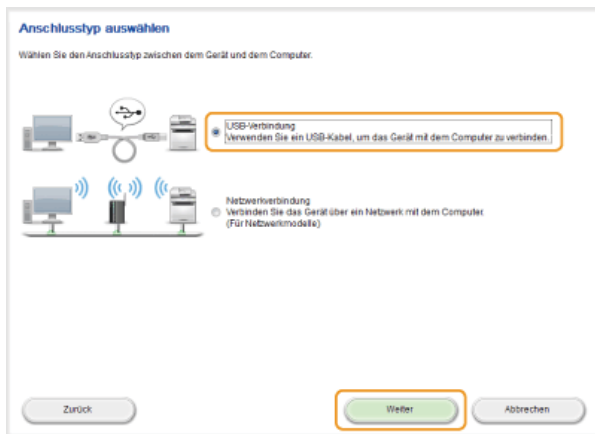 Anschlusstyp auswählen
Wählen Sie den Anschlusstyp zwischen dem Gerät und dem Computer.
USB-Verbindung
Verwenden Sie ein USB-Kabel, um das Gerät mit dem Computer zu verbinden.
Netzwerkverbindung
Verbinden Sie das Gerät über ein Netzwerk mit dem Computer.
(Für Netzwerkmodelle)
Zurück
Weiter
Abbrechen